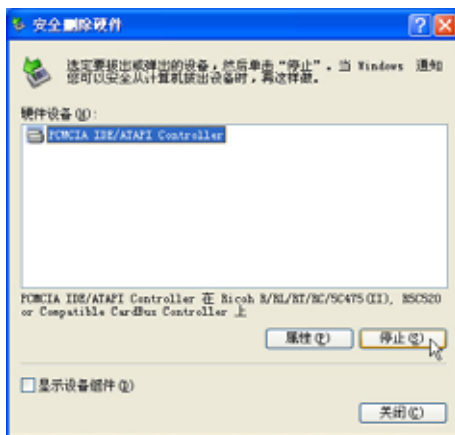 安全删除硬件
选定要拔出或弹出的设备，然后单击“停止”。当 Windows 通知
您可以安全从计算机拔出设备时，再这样做。
硬件设备(U)：
PCMCIA IDE/ATAPI Controller
PCMCIA IDE/ATAPI Controller 在 Ricoh R/RL/RT/RC/5C475(II), R5C520
or Compatible CardBus Controller 上
属性(P)
停止(S)
显示设备组件(D)
关闭(C)